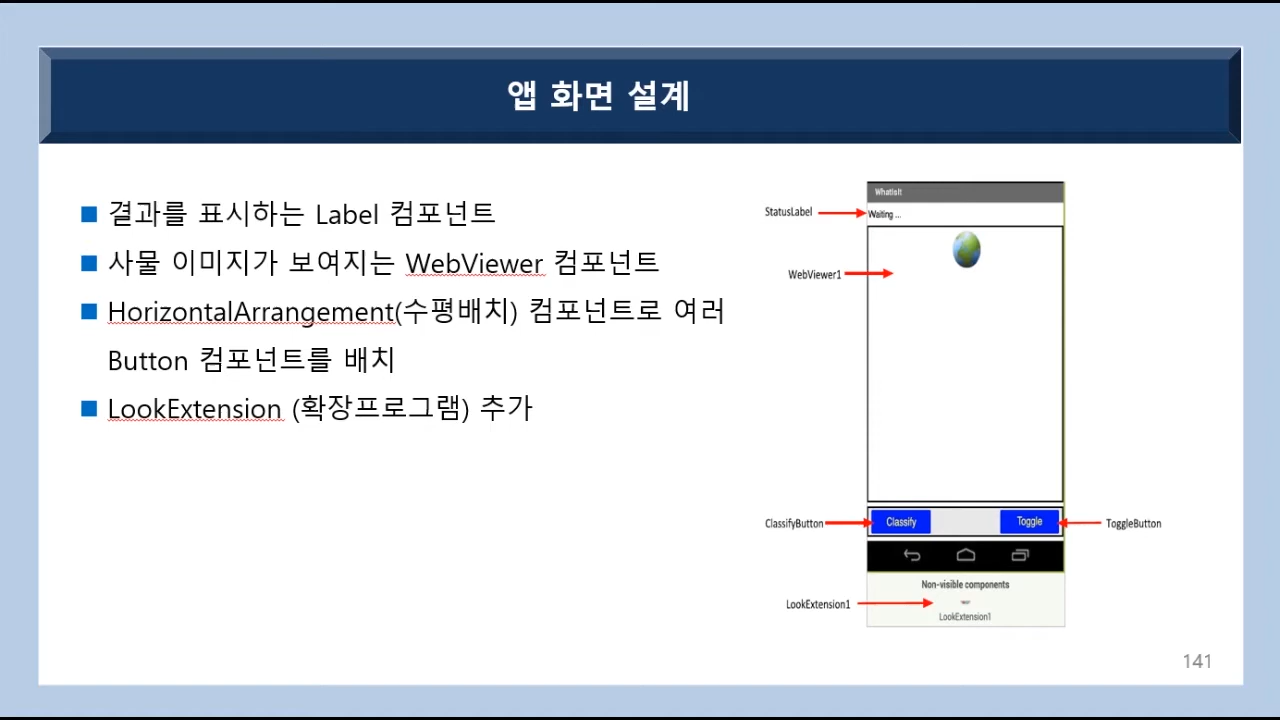 앱 화면 설계
결과를 표시하는 Label 컴포넌트
사물 이미지가 보여지는 WebViewer 컴포넌트
HorizontalArrangement(수평배치) 컴포넌트로 여러
Button 컴포넌트를 배치
LookExtension (확장프로그램) 추가
WhatIsIt
StatusLabel
Waiting ...
WebViewer1
ClassifyButton
Classify
Toggle
ToggleButton
Non-visible components
LookExtension1
LookExtension1
141